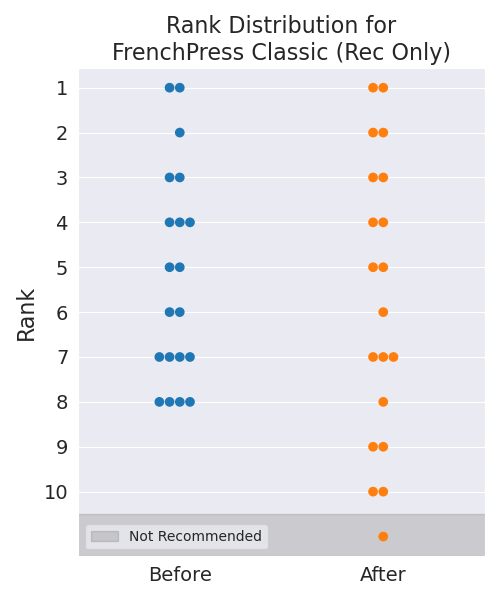 Rank Distribution for
FrenchPress Classic (Rec Only)
Rank
1
2
3
4
5
6
7
8
9
10
Not Recommended
Before After